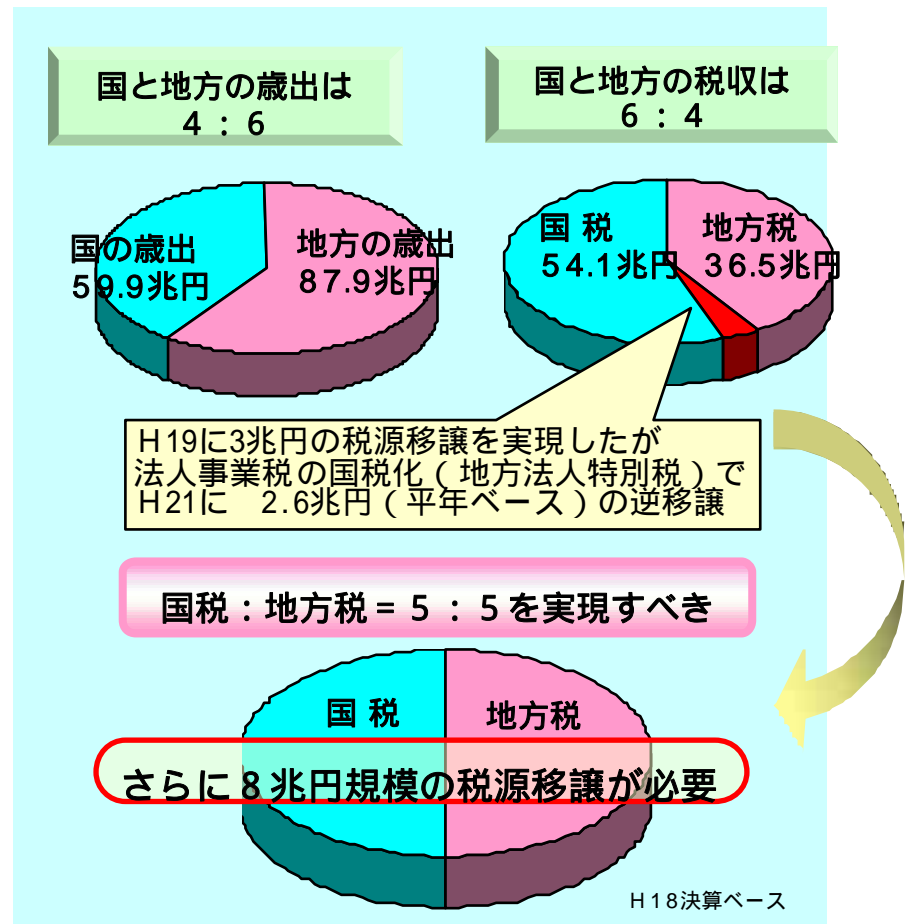 国と地方の歳出は
４：６
国と地方の税収は
６：４
国の歳出
59.9兆円
地方の歳出
87.9兆円
国 税
54.1兆円
地方税
36.5兆円
H19に3兆円の税源移譲を実現したが
法人事業税の国税化（地方法人特別税）で
H21に　2.6兆円（平年ベース）の逆移譲
国税：地方税＝５：５を実現すべき
国 税
地方税
さらに８兆円規模の税源移譲が必要
H18決算ベース